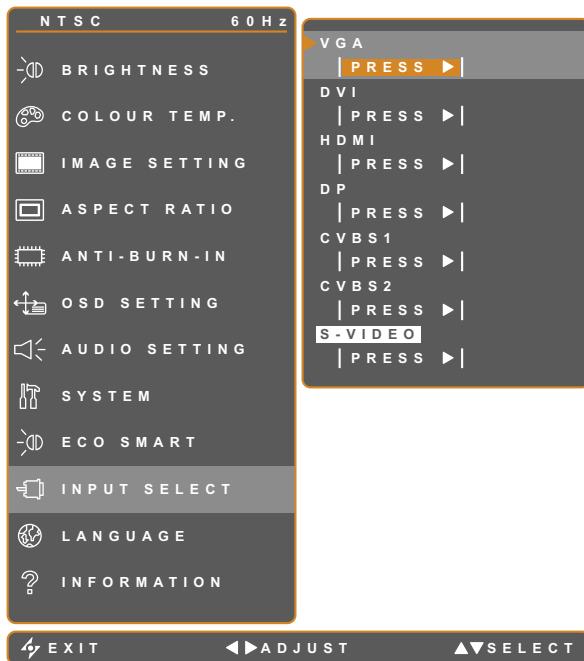 NTSC 60Hz
BRIGHTNESS
COLOUR TEMP.
IMAGE SETTING
ASPECT RATIO
ANTI-BURN-IN
OSD SETTING
AUDIO SETTING
SYSTEM
ECO SMART
INPUT SELECT
LANGUAGE
INFORMATION
VGA
PRESS
DVI
PRESS
HDMI
PRESS
DP
PRESS
CVBS1
PRESS
CVBS2
PRESS
S-VIDEO
PRESS
EXIT ADJUST SELECT